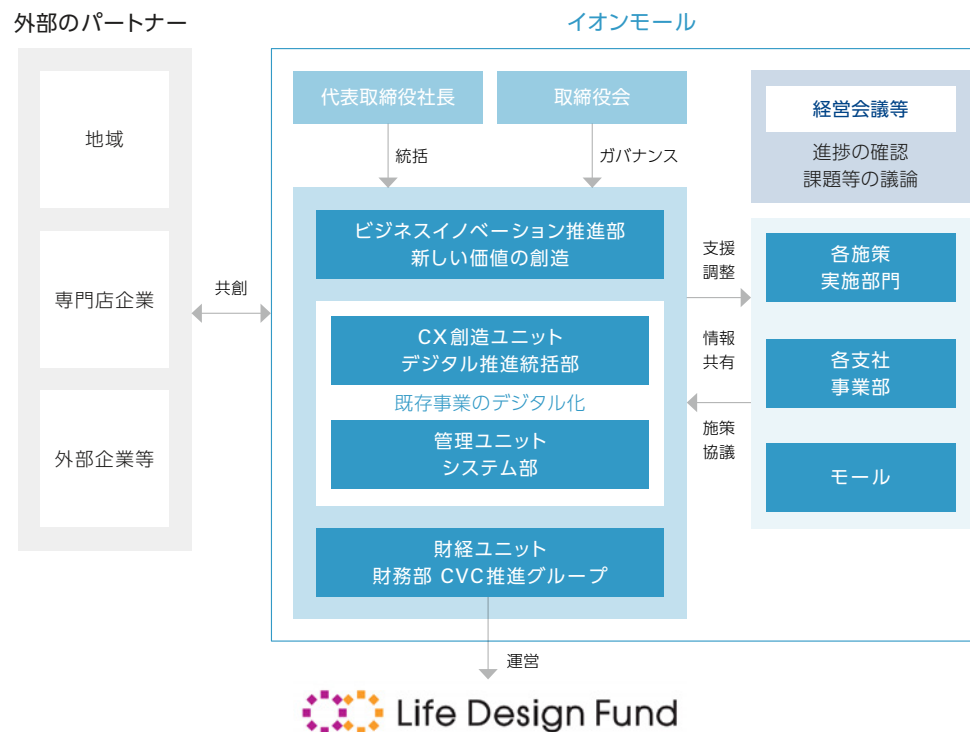 外部のパートナー
地域
専門店企業
外部企業等
共創
イオンモール
代表取締役社長
取締役会
統括
ガバナンス
ビジネスイノベーション推進部
新しい価値の創造
CX創造ユニット
デジタル推進統括部
既存事業のデジタル化
管理ユニット
システム部
財経ユニット
財務部 CVC推進グループ
運営
Life Design Fund
経営会議等
進捗の確認
課題等の議論
支援
調整
情報
共有
施策
協議
各施策
実施部門
各支社
事業部
モール